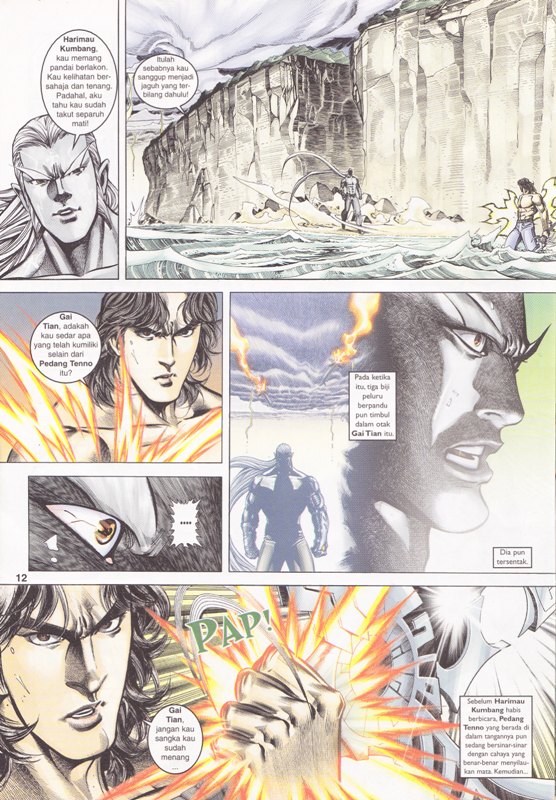 Harimau
Kumbang,
kau memang
pandai berlakon.
Kau kelihatan ber-
sahaja dan tenang.
Padahal, aku
tahu kau sudah
takut separuh
mati!
Itulah
sebabnya kau
sanggup menjadi
jaguh yang ter-
bilang dahulu!
Gai
Tian, adakah
kau sedar apa
yang telah kumiliki
selain dari
Pedang Tenno
itu?
Pada ketika
itu, tiga biji
peluru
berpandu
pun timbul
dalam otak
Gai Tian itu.
Dia pun
tersentak.
....
12
PAP!
Gai
Tian,
jangan kau
sangka kau
sudah
menang
...
Sebelum Harimau
Kumbang habis
berbicara, Pedang
Tenno yang berada di
dalam tangannya pun
sedang bersinar-sinar
dengan cahaya yang
benar-benar menyilau-
kan mata. Kemudian...